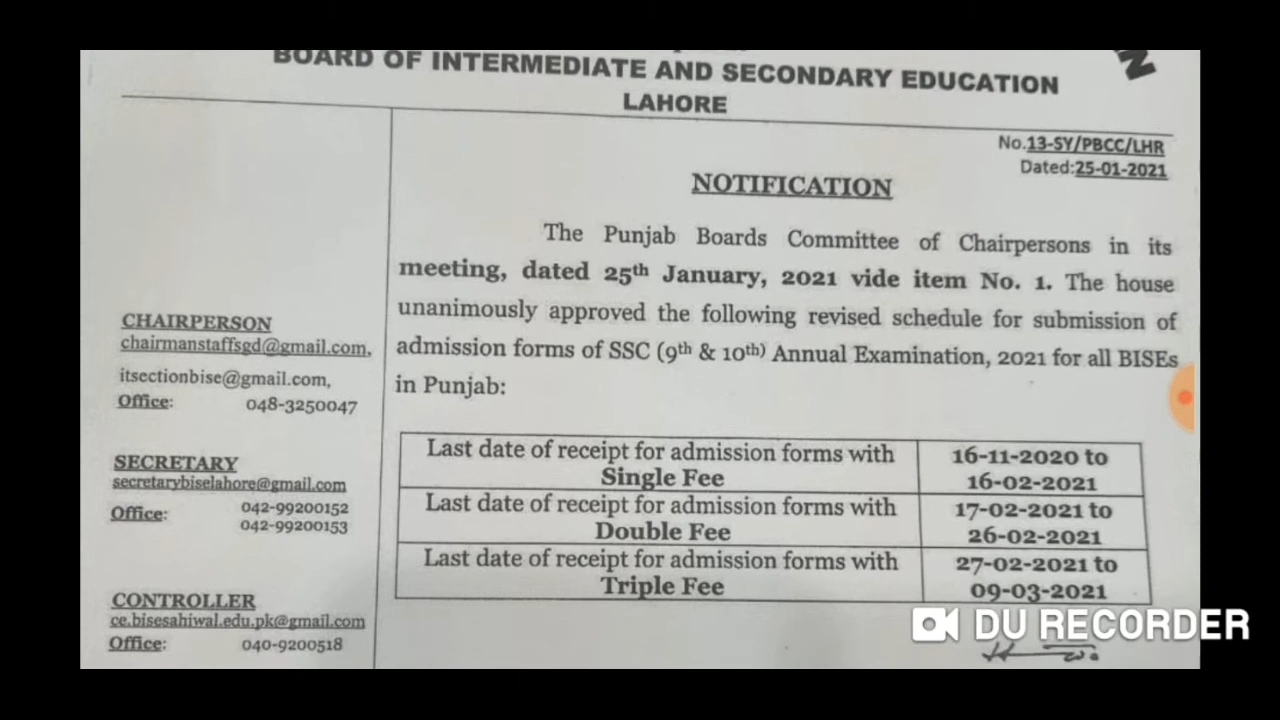 BOARD OF INTERMEDIATE AND SECONDARY EDUCATION
LAHORE
No.13-SY/PBCC/LHR
Dated:25-01-2021
NOTIFICATION
The Punjab Boards Committee of Chairpersons in its
meeting, dated 25th January, 2021 vide item No. 1. The house
unanimously approved the following revised schedule for submission of
admission forms of SSC (9th & 10th) Annual Examination, 2021 for all BISEs
in Punjab:
CHAIRPERSON
chairmanstaffsgd@gmail.com,
itsectionbise@gmail.com,
Office: 048-3250047
SECRETARY
secretarybiselahore@gmail.com
Office: 042-99200152
042-99200153
CONTROLLER
ce.bisesahiwal.edu.pk@gmail.com
Office: 040-9200518
Last date of receipt for admission forms with
Single Fee
16-11-2020 to
16-02-2021
Last date of receipt for admission forms with
Double Fee
17-02-2021 to
26-02-2021
Last date of receipt for admission forms with
Triple Fee
27-02-2021 to
09-03-2021
DU RECORDER